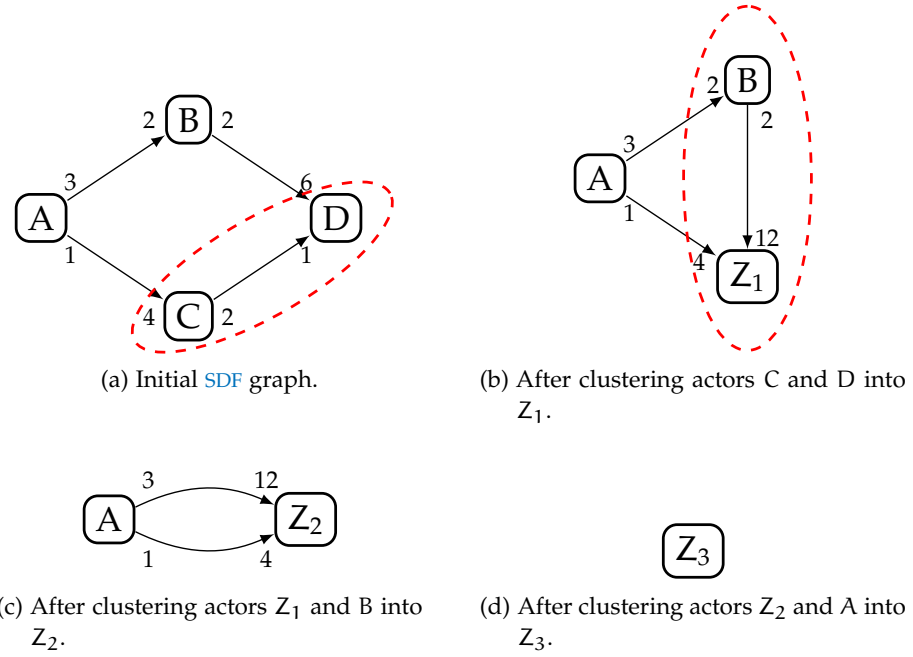 B
2
2
3
6
A
D
1
1
4
C
2
(a) Initial SDF graph.
B
2
2
3
A
1
12
4
Z1
(b) After clustering actors C and D into
Z1.
3
12
A
Z2
1
4
(c) After clustering actors Z1 and B into
Z2.
Z3
(d) After clustering actors Z2 and A into
Z3.